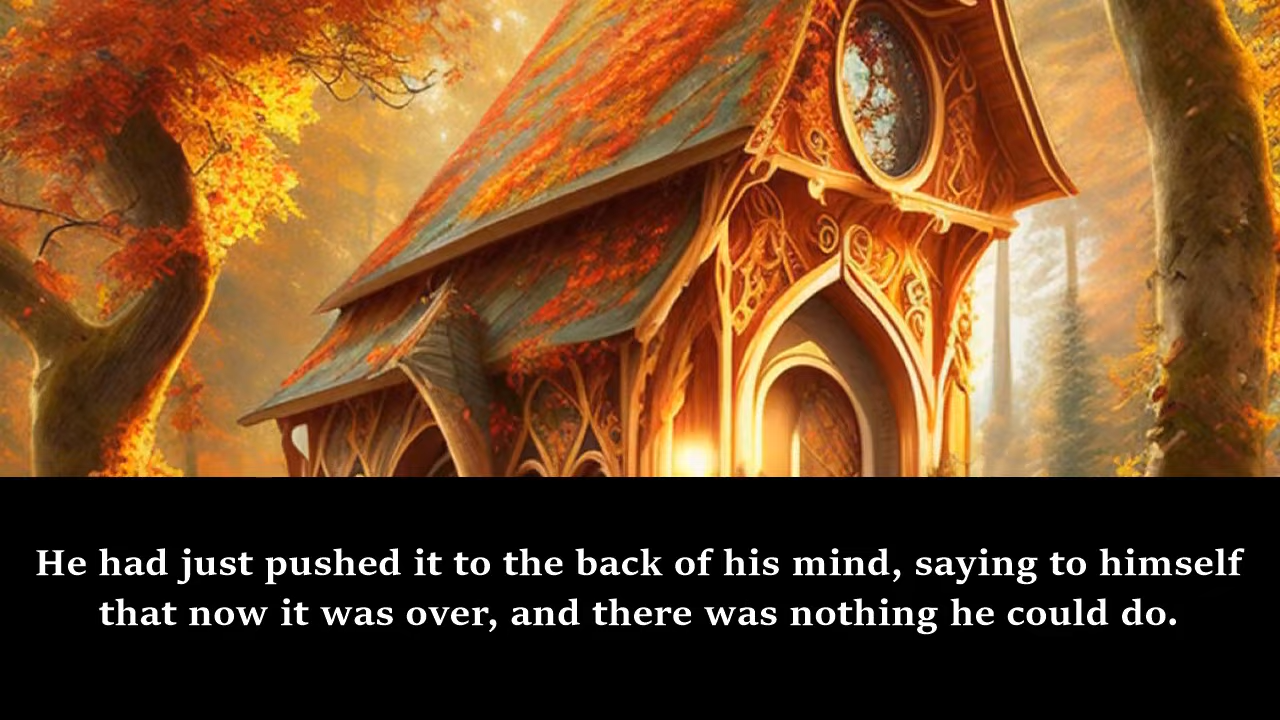 He had just pushed it to the back of his mind, saying to himself
that now it was over, and there was nothing he could do.